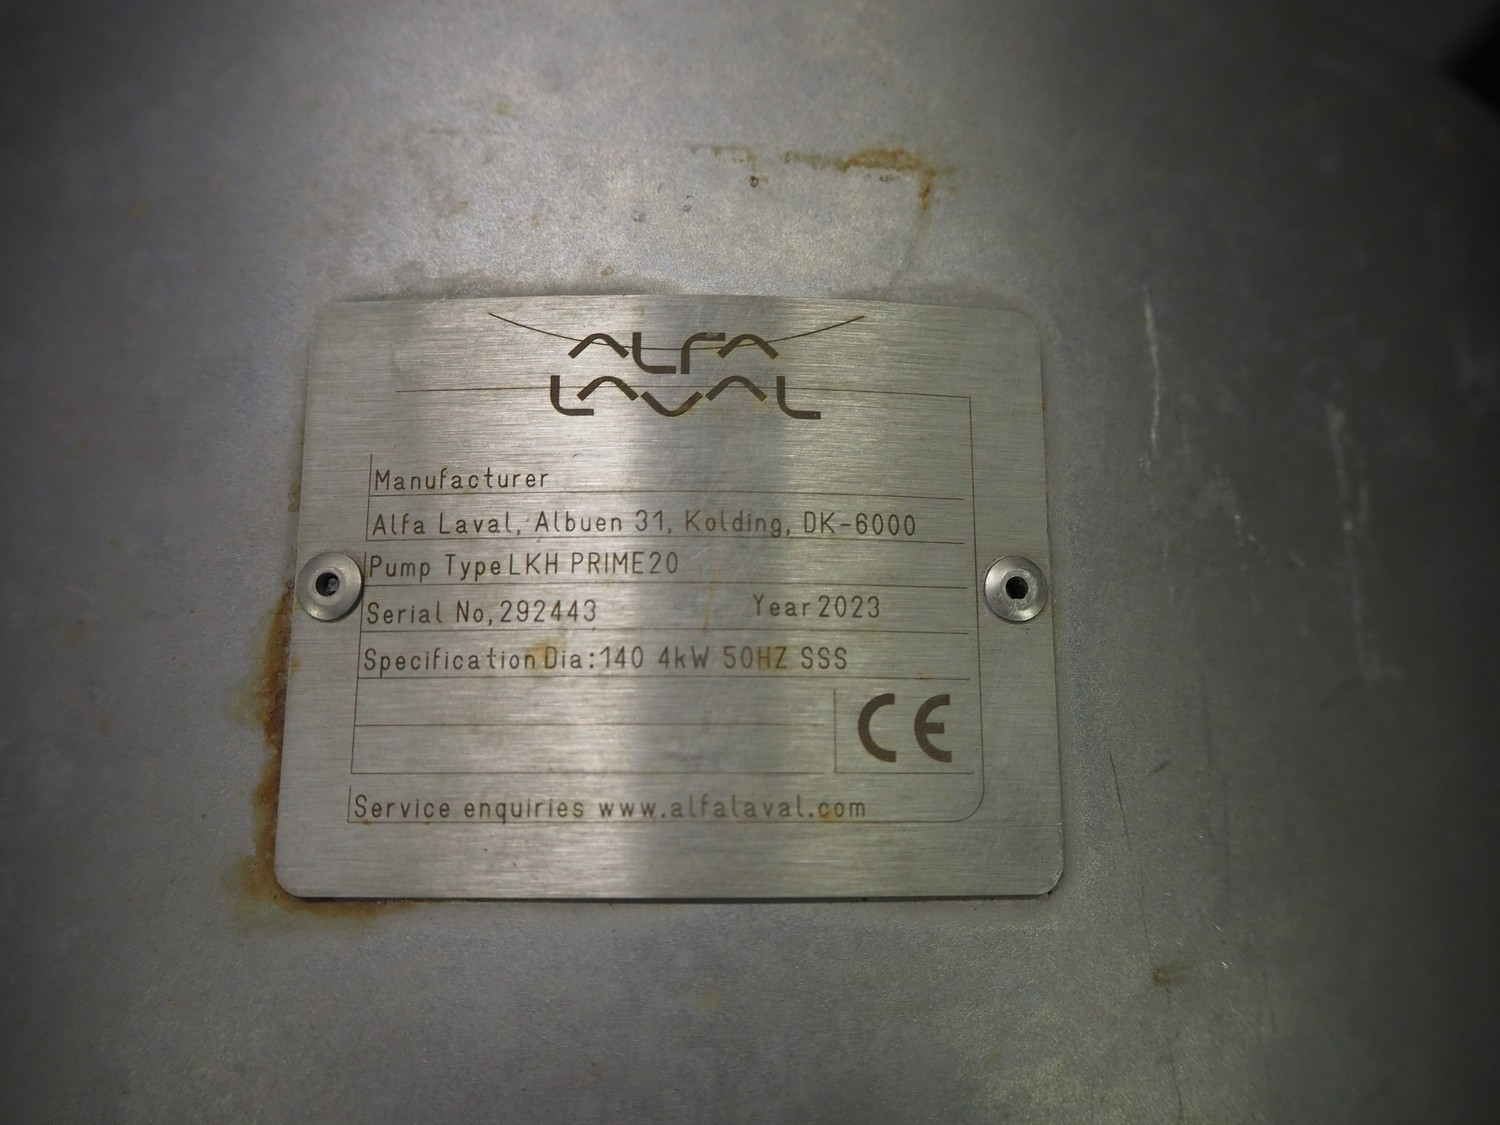 ALFA
LAVAL
Manufacturer
Alfa Laval, Albuen 31, Kolding, DK-6000
Pump Type LKH PRIME20
Serial No, 292443 Year 2023
Specification Dia:140 4kW 50HZ SSS
CE
Service enquiries www.alfalaval.com